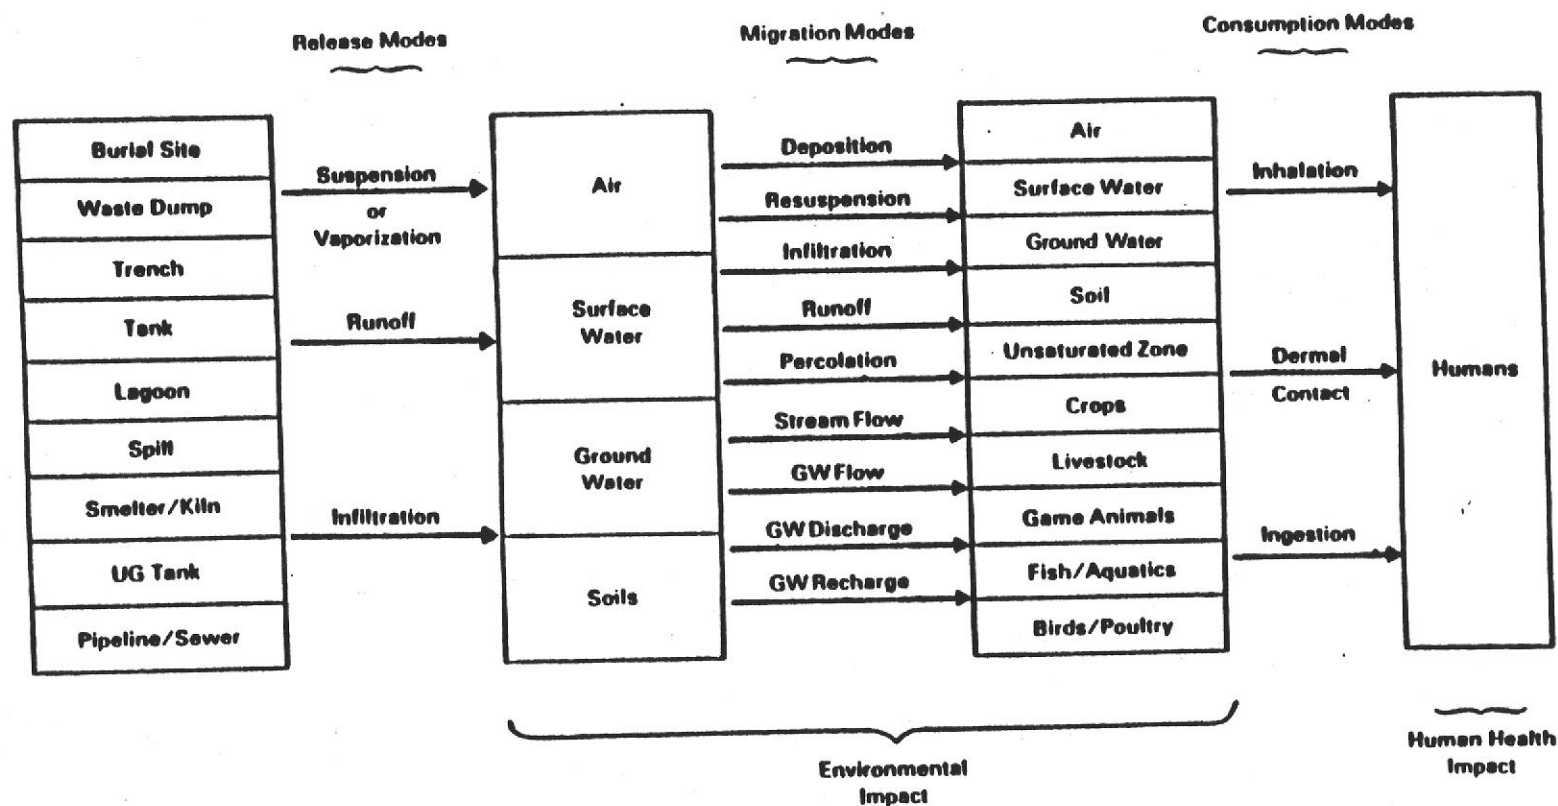 Release Modes
Migration Modes
Consumption Modes
Burial Site
Waste Dump
Trench
Tank
Lagoon
Spill
Smelter/Kiln
UG Tank
Pipeline/Sewer
Suspension
or
Vaporization
Runoff
Infiltration
Air
Surface
Water
Ground
Water
Soils
Deposition
Resuspension
Infiltration
Runoff
Percolation
Stream Flow
GW Flow
GW Discharge
GW Recharge
Air
Surface Water
Ground Water
Soil
Unsaturated Zone
Crops
Livestock
Game Animals
Fish/Aquatics
Birds/Poultry
Inhalation
Dermal
Contact
Ingestion
Humans
Environmental
Impact
Human Health
Impact